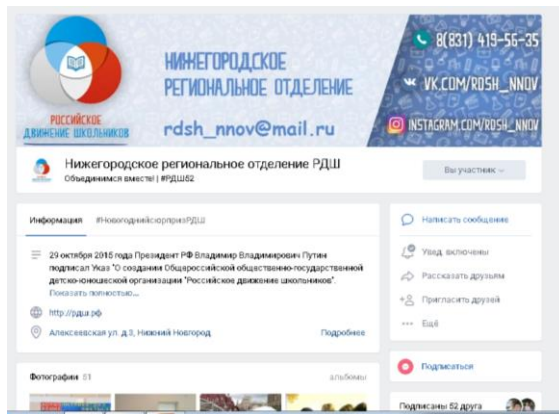 НИЖЕГОРОДСКОЕ
РЕГИОНАЛЬНОЕ ОТДЕЛЕНИЕ
rdsh_nnov@mail.ru
РОССИЙСКОЕ
ДВИЖЕНИЕ ШКОЛЬНИКОВ
8(831) 419-56-35
VK.COM/RDSH_NNOV
INSTAGRAM.COM/RDSH_NNOV
Нижегородское региональное отделение РДШ
Объединимся вместе! | #РДШ52
Вы участник
Информация #НовогоднийсюрпризРДШ
29 октября 2015 года Президент РФ Владимир Владимирович Путин
подписал Указ "О создании Общероссийской общественно-государственной
детско-юношеской организации "Российское движение школьников".
Показать полностью...
http://рдш.рф
Алексеевская ул. д.3, Нижний Новгород Подробнее
Фотографии 51 альбомы
Написать сообщение
Увед. включены
Рассказать друзьям
Пригласить друзей
Ещё
Подписаться
Подписаны 52 друга